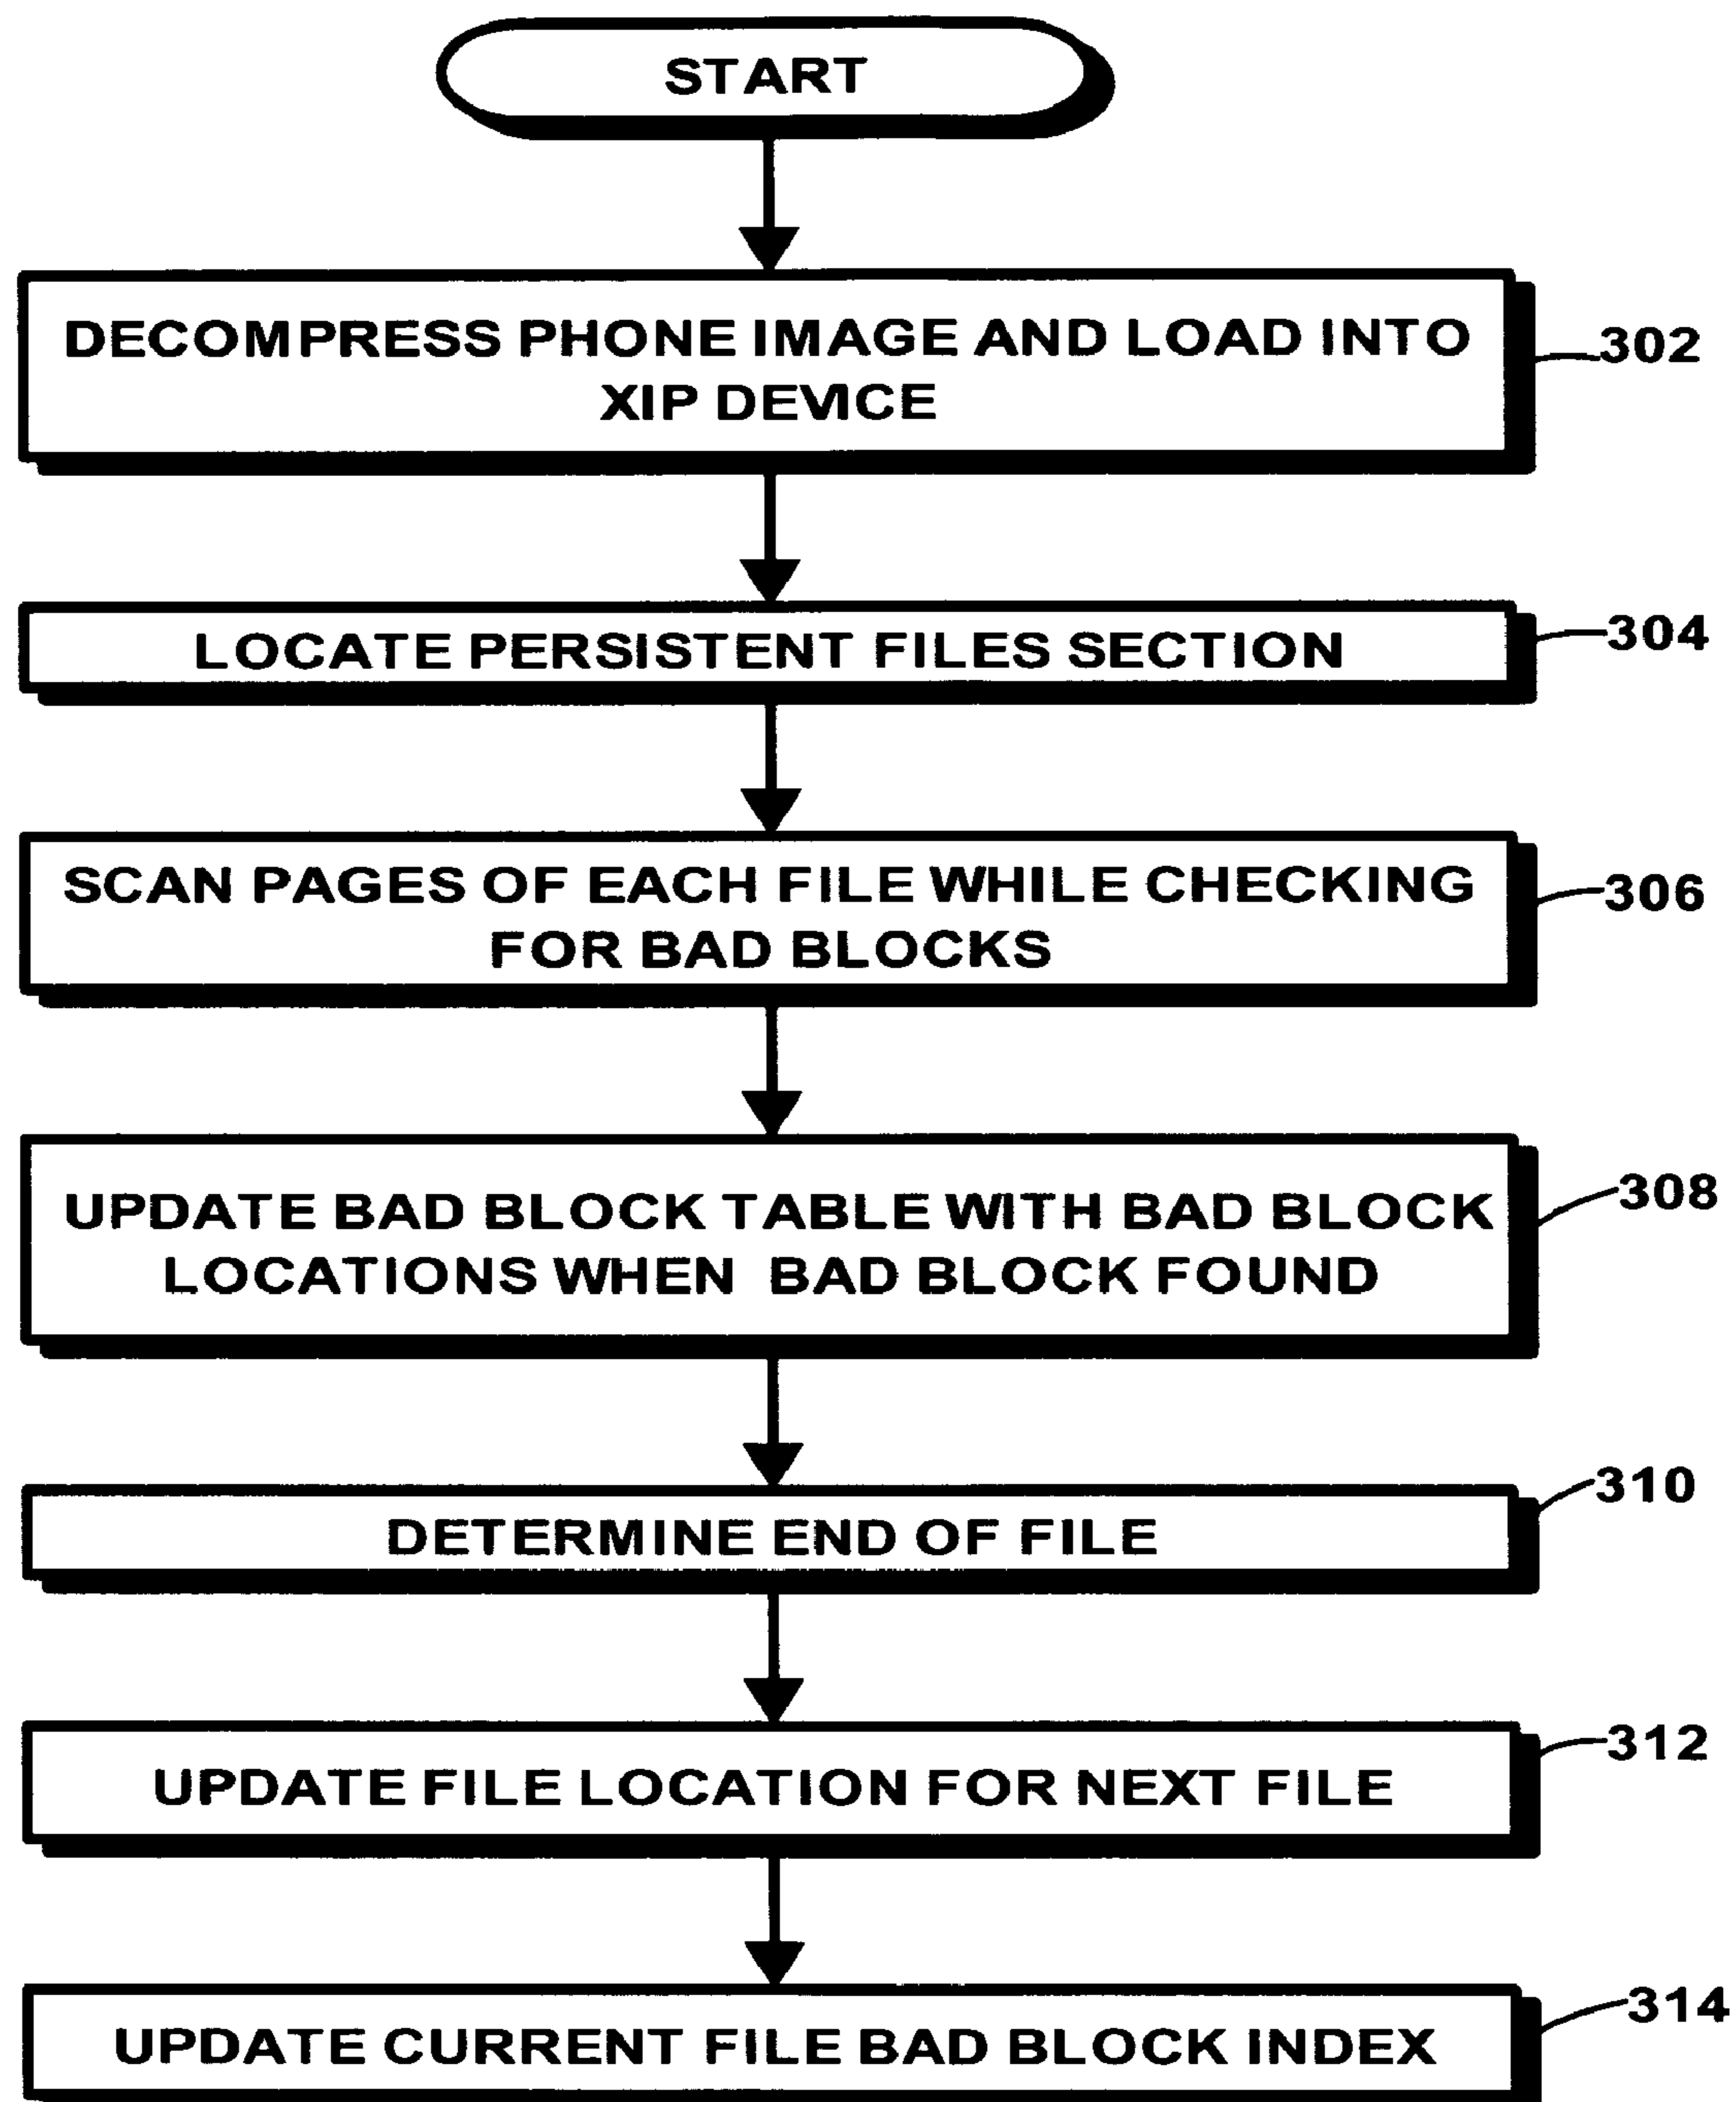 START
DECOMPRESS PHONE IMAGE AND LOAD INTO
XIP DEVICE
302
LOCATE PERSISTENT FILES SECTION
304
SCAN PAGES OF EACH FILE WHILE CHECKING
FOR BAD BLOCKS
306
UPDATE BAD BLOCK TABLE WITH BAD BLOCK
LOCATIONS WHEN BAD BLOCK FOUND
308
DETERMINE END OF FILE
310
UPDATE FILE LOCATION FOR NEXT FILE
312
UPDATE CURRENT FILE BAD BLOCK INDEX
314